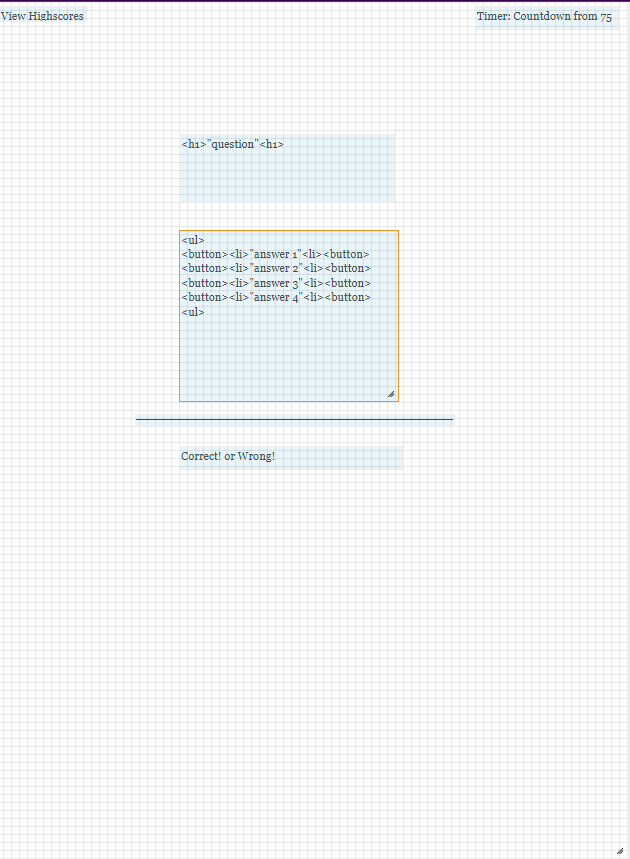 View Highscores
Timer: Countdown from 75
<h1>"question"<h1>
<ul>
<button><li>"answer 1"<li><button>
<button><li>"answer 2"<li><button>
<button><li>"answer 3"<li><button>
<button><li>"answer 4"<li><button>
<ul>
Correct! or Wrong!